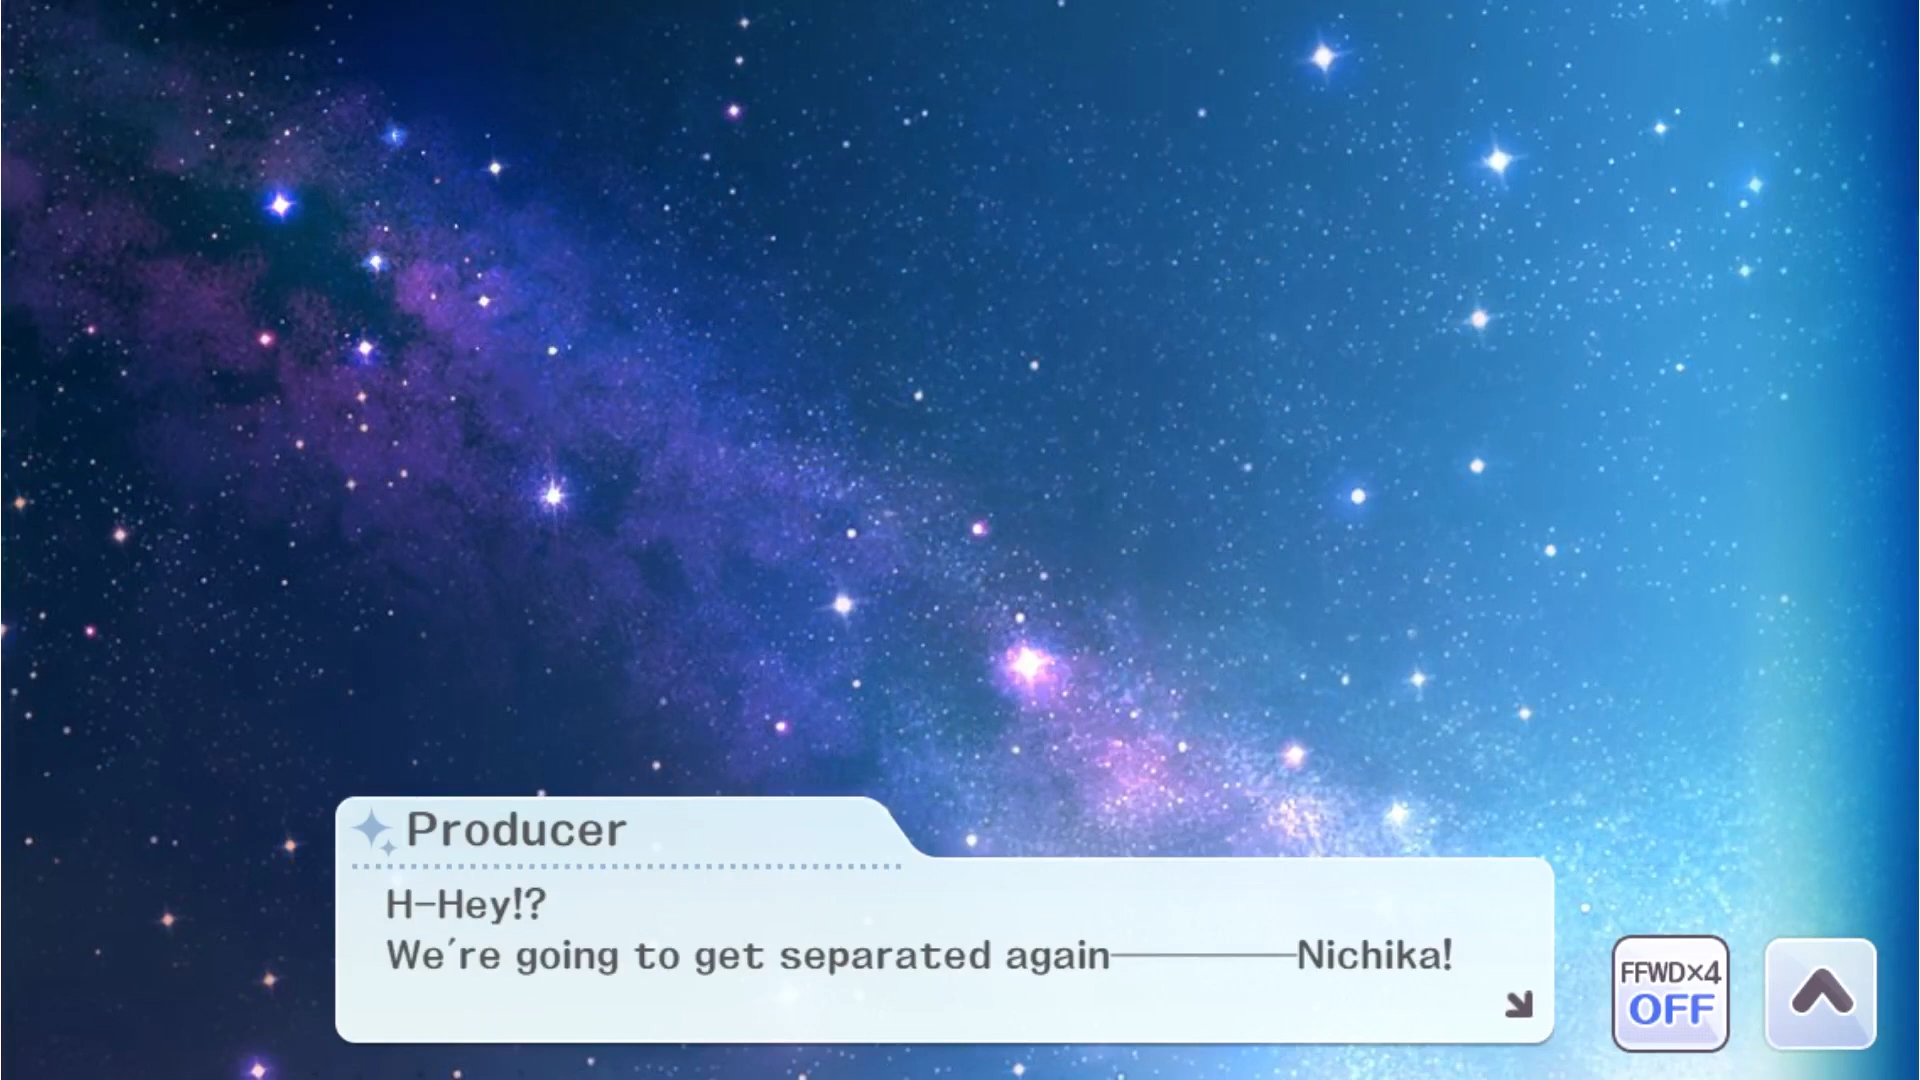 Producer
H-Hey!?
We're going to get separated again————Nichika!
FFWD×4
OFF